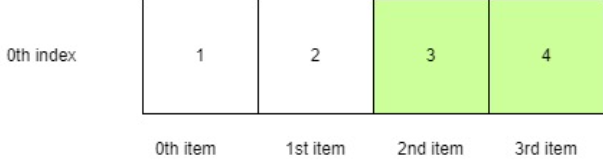 0th index 1 2 3 4
0th item 1st item 2nd item 3rd item